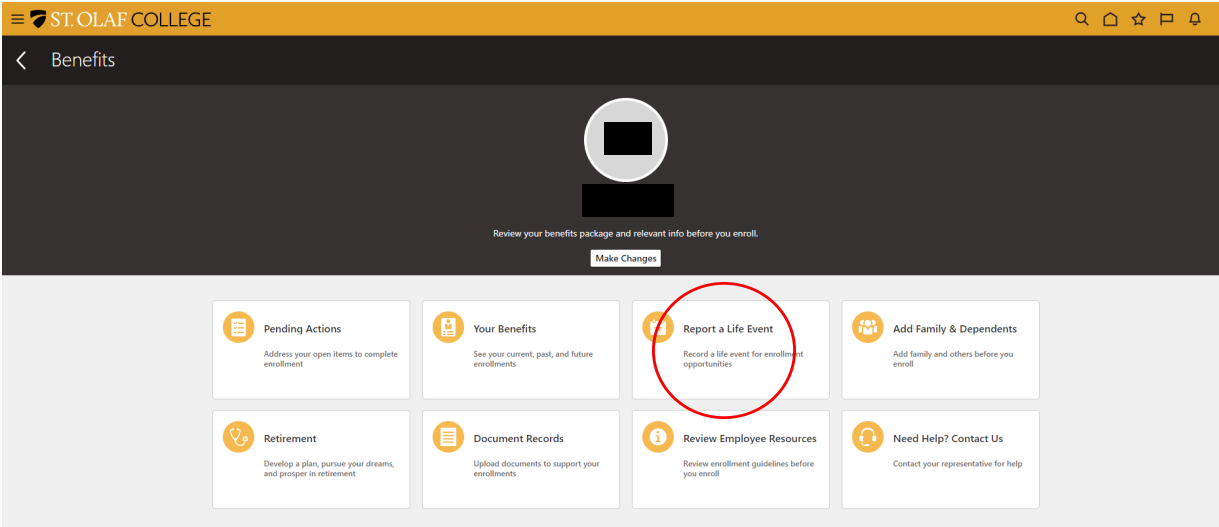 ST. OLAF COLLEGE
Benefits
Review your benefits package and relevant info before you enroll.
Make Changes
Pending Actions
Address your open items to complete
enrollment
Your Benefits
See your current, past, and future
enrollments
Report a Life Event
Record a life event for enrollment
opportunities
Add Family & Dependents
Add family and others before you
enroll
Retirement
Develop a plan, pursue your dreams,
and prosper in retirement
Document Records
Upload documents to support your
enrollments
Review Employee Resources
Review enrollment guidelines before
you enroll
Need Help? Contact Us
Contact your representative for help